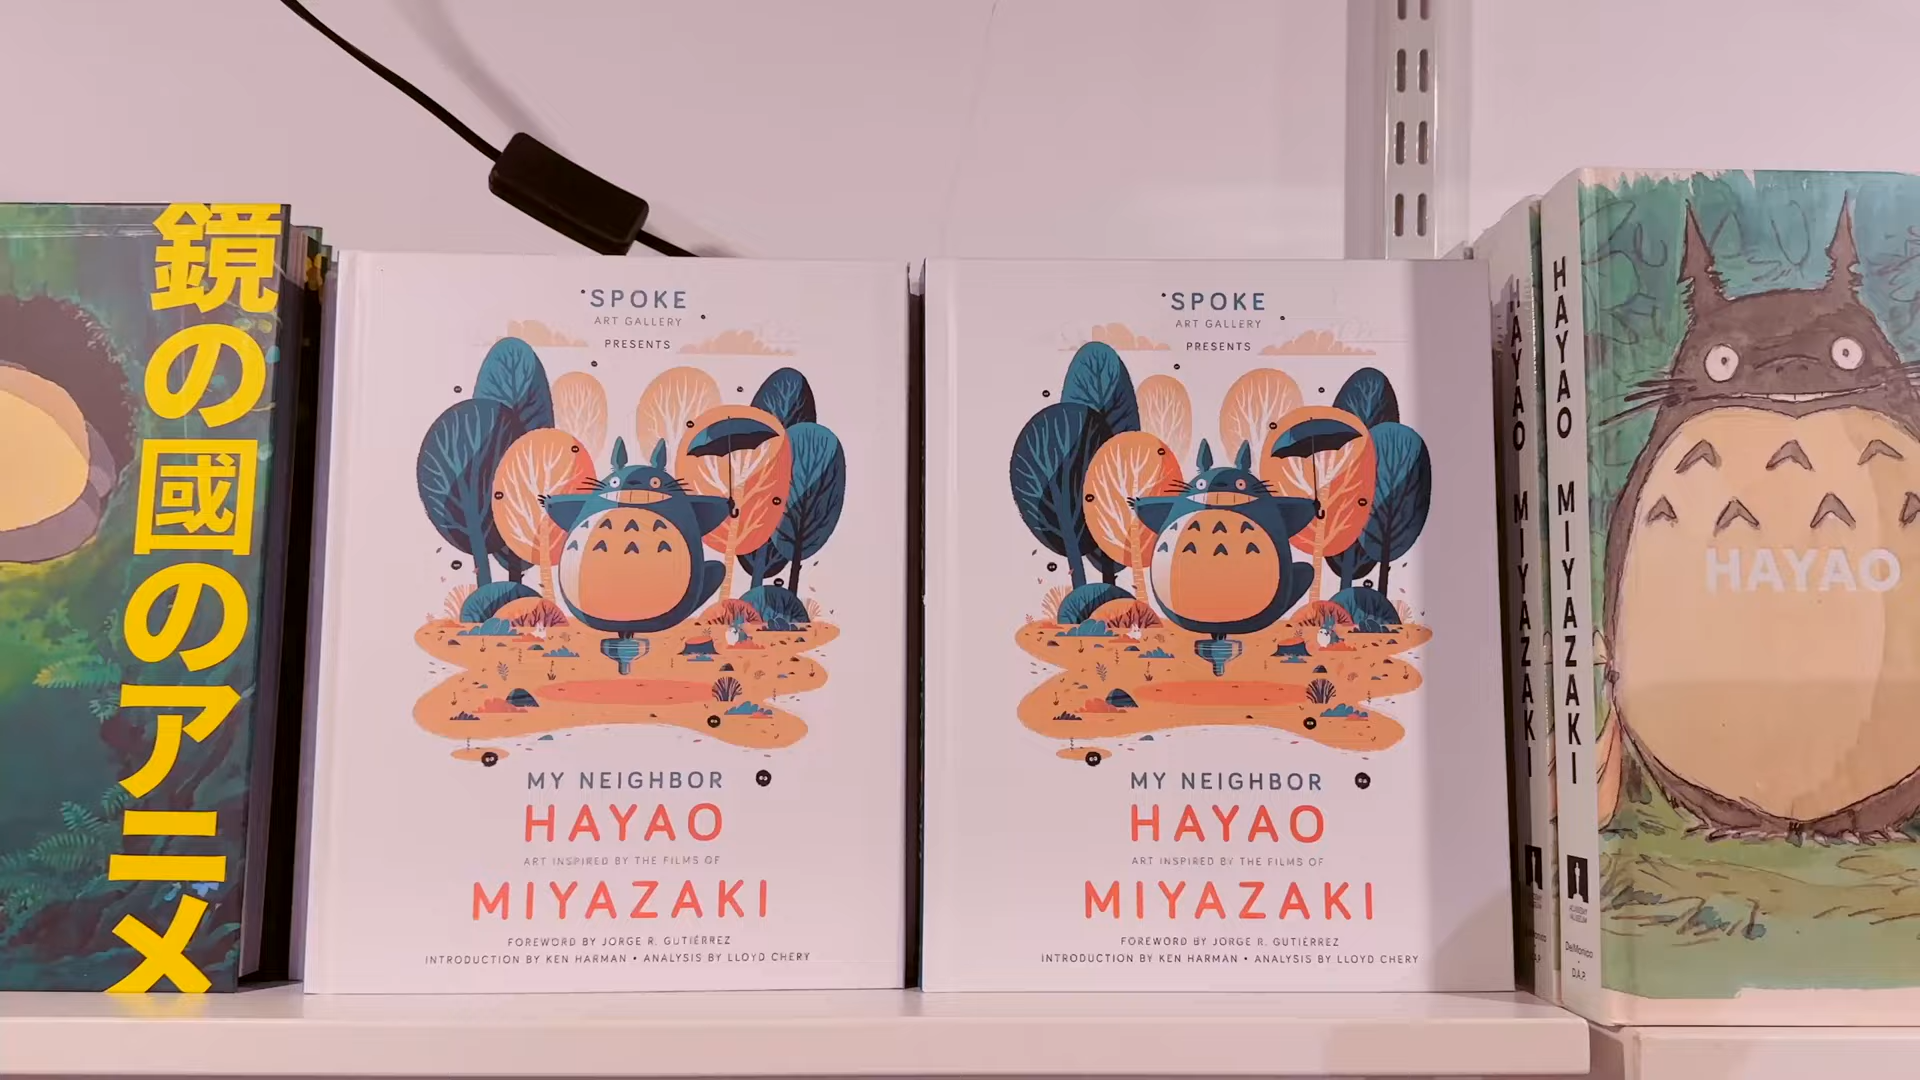 鏡の國のアニメ
SPOKE
ART GALLERY
PRESENTS
MY NEIGHBOR
HAYAO
ART INSPIRED BY THE FILMS OF
MIYAZAKI
FOREWORD BY JORGE R. GUTIÉRREZ
INTRODUCTION BY KEN HARMAN • ANALYSIS BY LLOYD CHERY
SPOKE
ART GALLERY
PRESENTS
MY NEIGHBOR
HAYAO
ART INSPIRED BY THE FILMS OF
MIYAZAKI
FOREWORD BY JORGE R. GUTIÉRREZ
INTRODUCTION BY KEN HARMAN • ANALYSIS BY LLOYD CHERY
HAYAO MIYAZAKI
HAYAO MIYAZAKI
ACADEMY
MUSEUM
DelMonico
D.A.P.
HAYAO